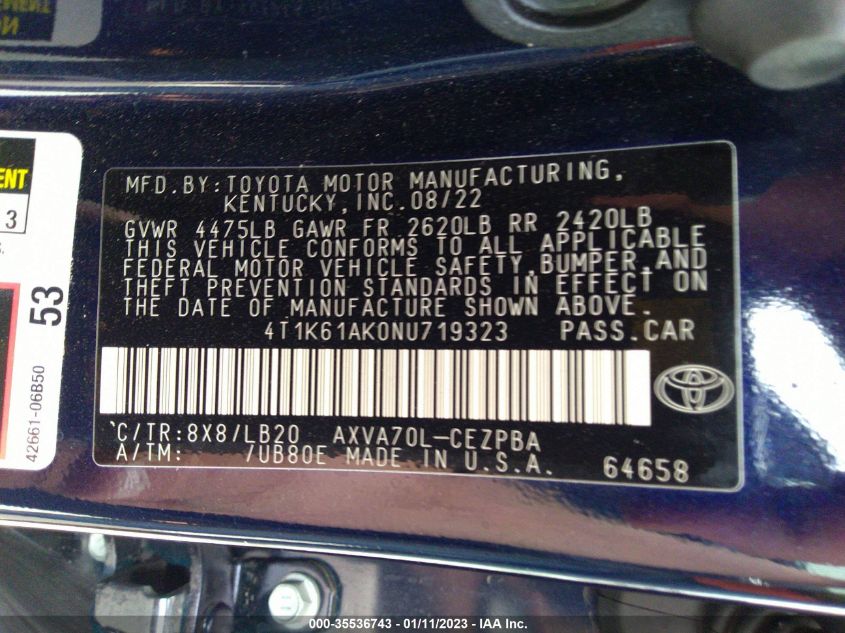 ENT
3
53
42661-06B50
MFD.BY:TOYOTA MOTOR MANUFACTURING,
KENTUCKY,INC.08/22
GVWR 4475LB GAWR FR 2620LB RR 2420LB
THIS VEHICLE CONFORMS TO ALL APPLICABLE
FEDERAL MOTOR VEHICLE SAFETY,BUMPER,AND
THEFT PREVENTION STANDARDS IN EFFECT ON
THE DATE OF MANUFACTURE SHOWN ABOVE.
4T1K61AK0NU719323 PASS.CAR
C/TR:8X8/LB20 AXVA70L-CEZPBA
A/TM: /UB80E MADE IN U.S.A. 64658
000-35536743 / 01/11/2023 - IAA Inc.